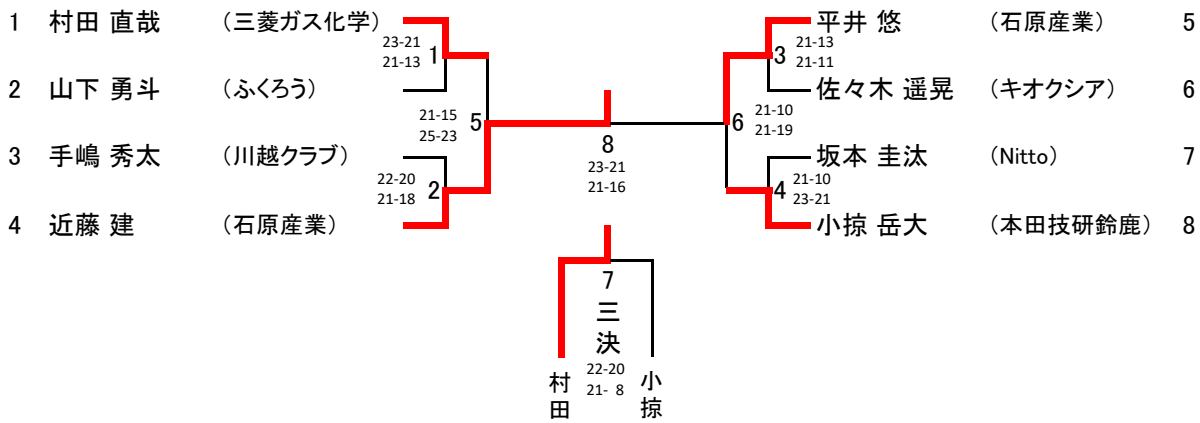 1 村田 直哉 （三菱ガス化学） 23-21 21-13 1
2 山下 勇斗 （ふくろう）
21-15 25-23 5
3 手嶋 秀太 （川越クラブ）
22-20 21-18 2
4 近藤 建 （石原産業）
8
23-21
21-16
平井 悠 （石原産業） 5
21-13 21-11 3
佐々木 遥晃 （キオクシア） 6
6 21-10 21-19
坂本 圭汰 （Nitto） 7
4 21-10 23-21
小掠 岳大 （本田技研鈴鹿） 8
7
三決
22-20
21- 8
村田
小掠